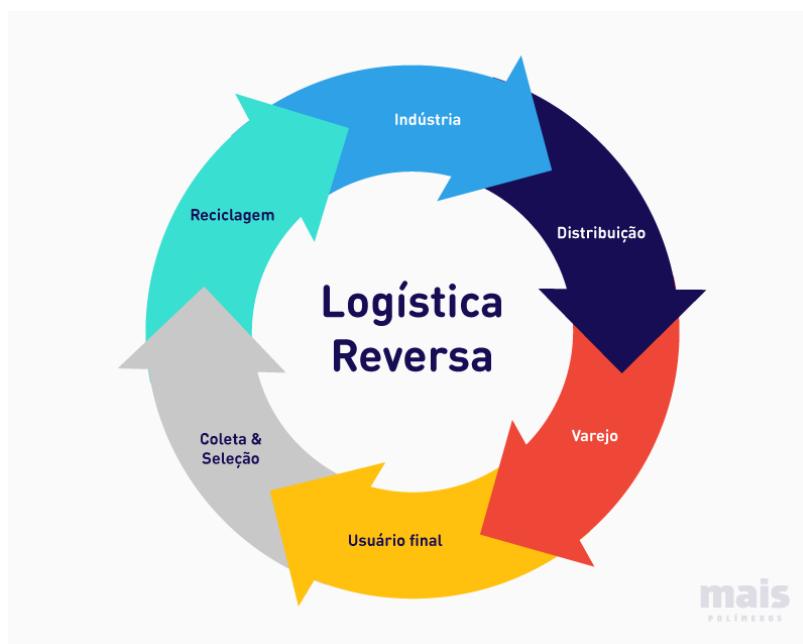 Indústria
Distribuição
Varejo
Usuário final
Coleta &
Seleção
Reciclagem
Logística
Reversa
mais
POLÍMEROS